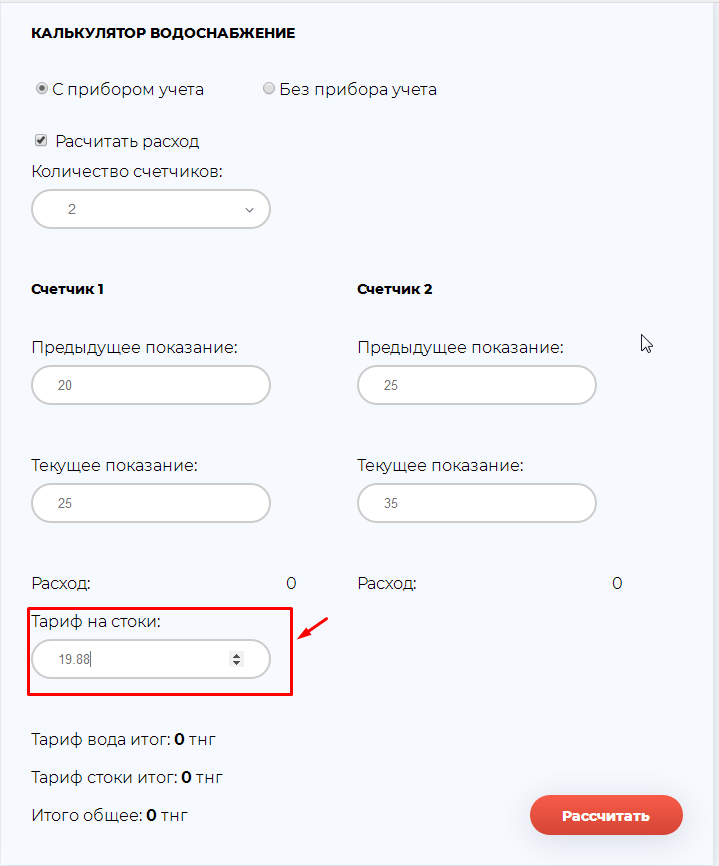 КАЛЬКУЛЯТОР ВОДОСНАБЖЕНИЕ
С прибором учета Без прибора учета
Расчитать расход
Количество счетчиков:
2
Счетчик 1 Счетчик 2
Предыдущее показание: Предыдущее показание:
20 25
Текущее показание: Текущее показание:
25 35
Расход: 0 Расход: 0
Тариф на стоки:
19.88
Тариф вода итог: 0 тнг
Тариф стоки итог: 0 тнг
Итого общее: 0 тнг
Рассчитать